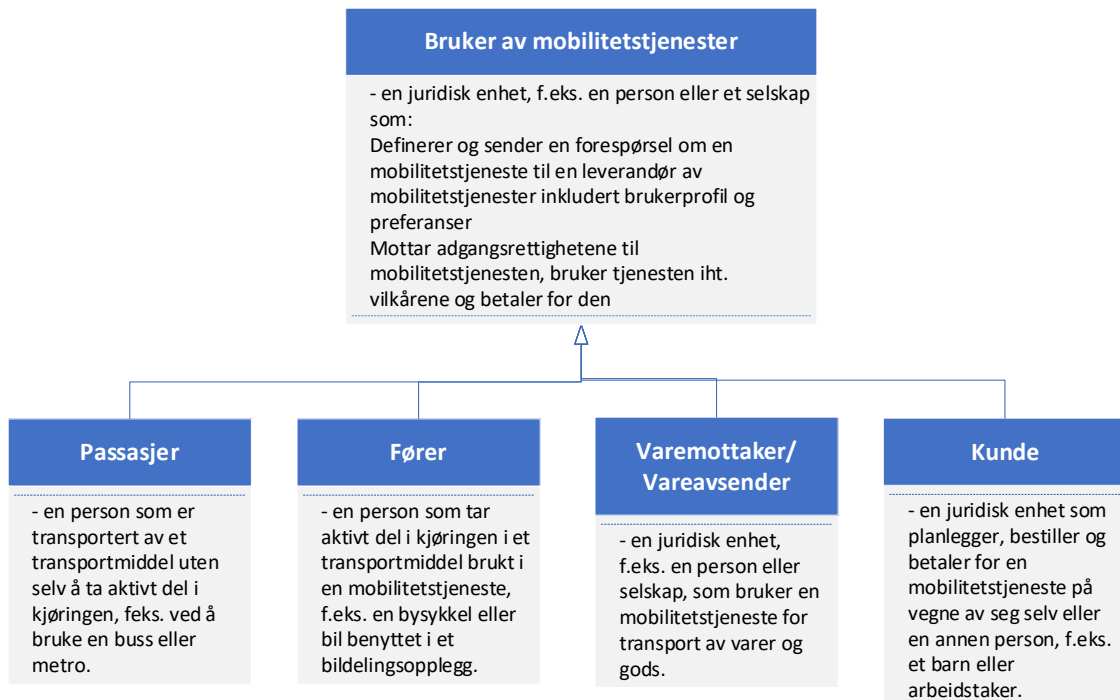 Bruker av mobilitetstjenester
- en juridisk enhet, f.eks. en person eller et selskap
som:
Definerer og sender en forespørsel om en
mobilitetstjeneste til en leverandør av
mobilitetstjenester inkludert brukerprofil og
preferanser
Mottar adgangsrettighetene til
mobilitetstjenesten, bruker tjenesten iht.
vilkårene og betaler for den
Passasjer
- en person som er
transportert av et
transportmiddel uten
selv å ta aktivt del i
kjøringen, feks. ved å
bruke en buss eller
metro.
Fører
- en person som tar
aktivt del i kjøringen i et
transportmiddel brukt i
en mobilitetstjeneste,
f.eks. en bysykkel eller
bil benyttet i et
bildelingsopplegg.
Varemottaker/
Vareavsender
- en juridisk enhet,
f.eks. en person eller
selskap, som bruker en
mobilitetstjeneste for
transport av varer og
gods.
Kunde
- en juridisk enhet som
planlegger, bestiller og
betaler for en
mobilitetstjeneste på
vegne av seg selv eller
en annen person, f.eks.
et barn eller
arbeidstaker.